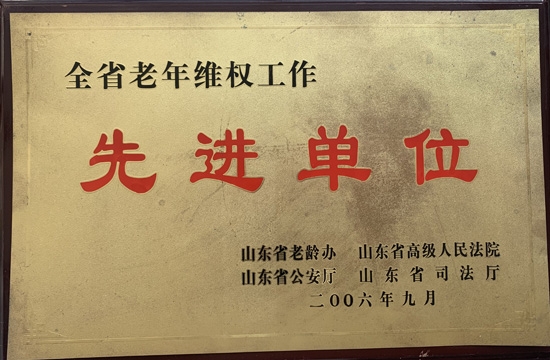 全省老年维权工作
先进单位
山东省老龄办 山东省高级人民法院
山东省公安厅 山东省司法厅
二〇〇六年九月